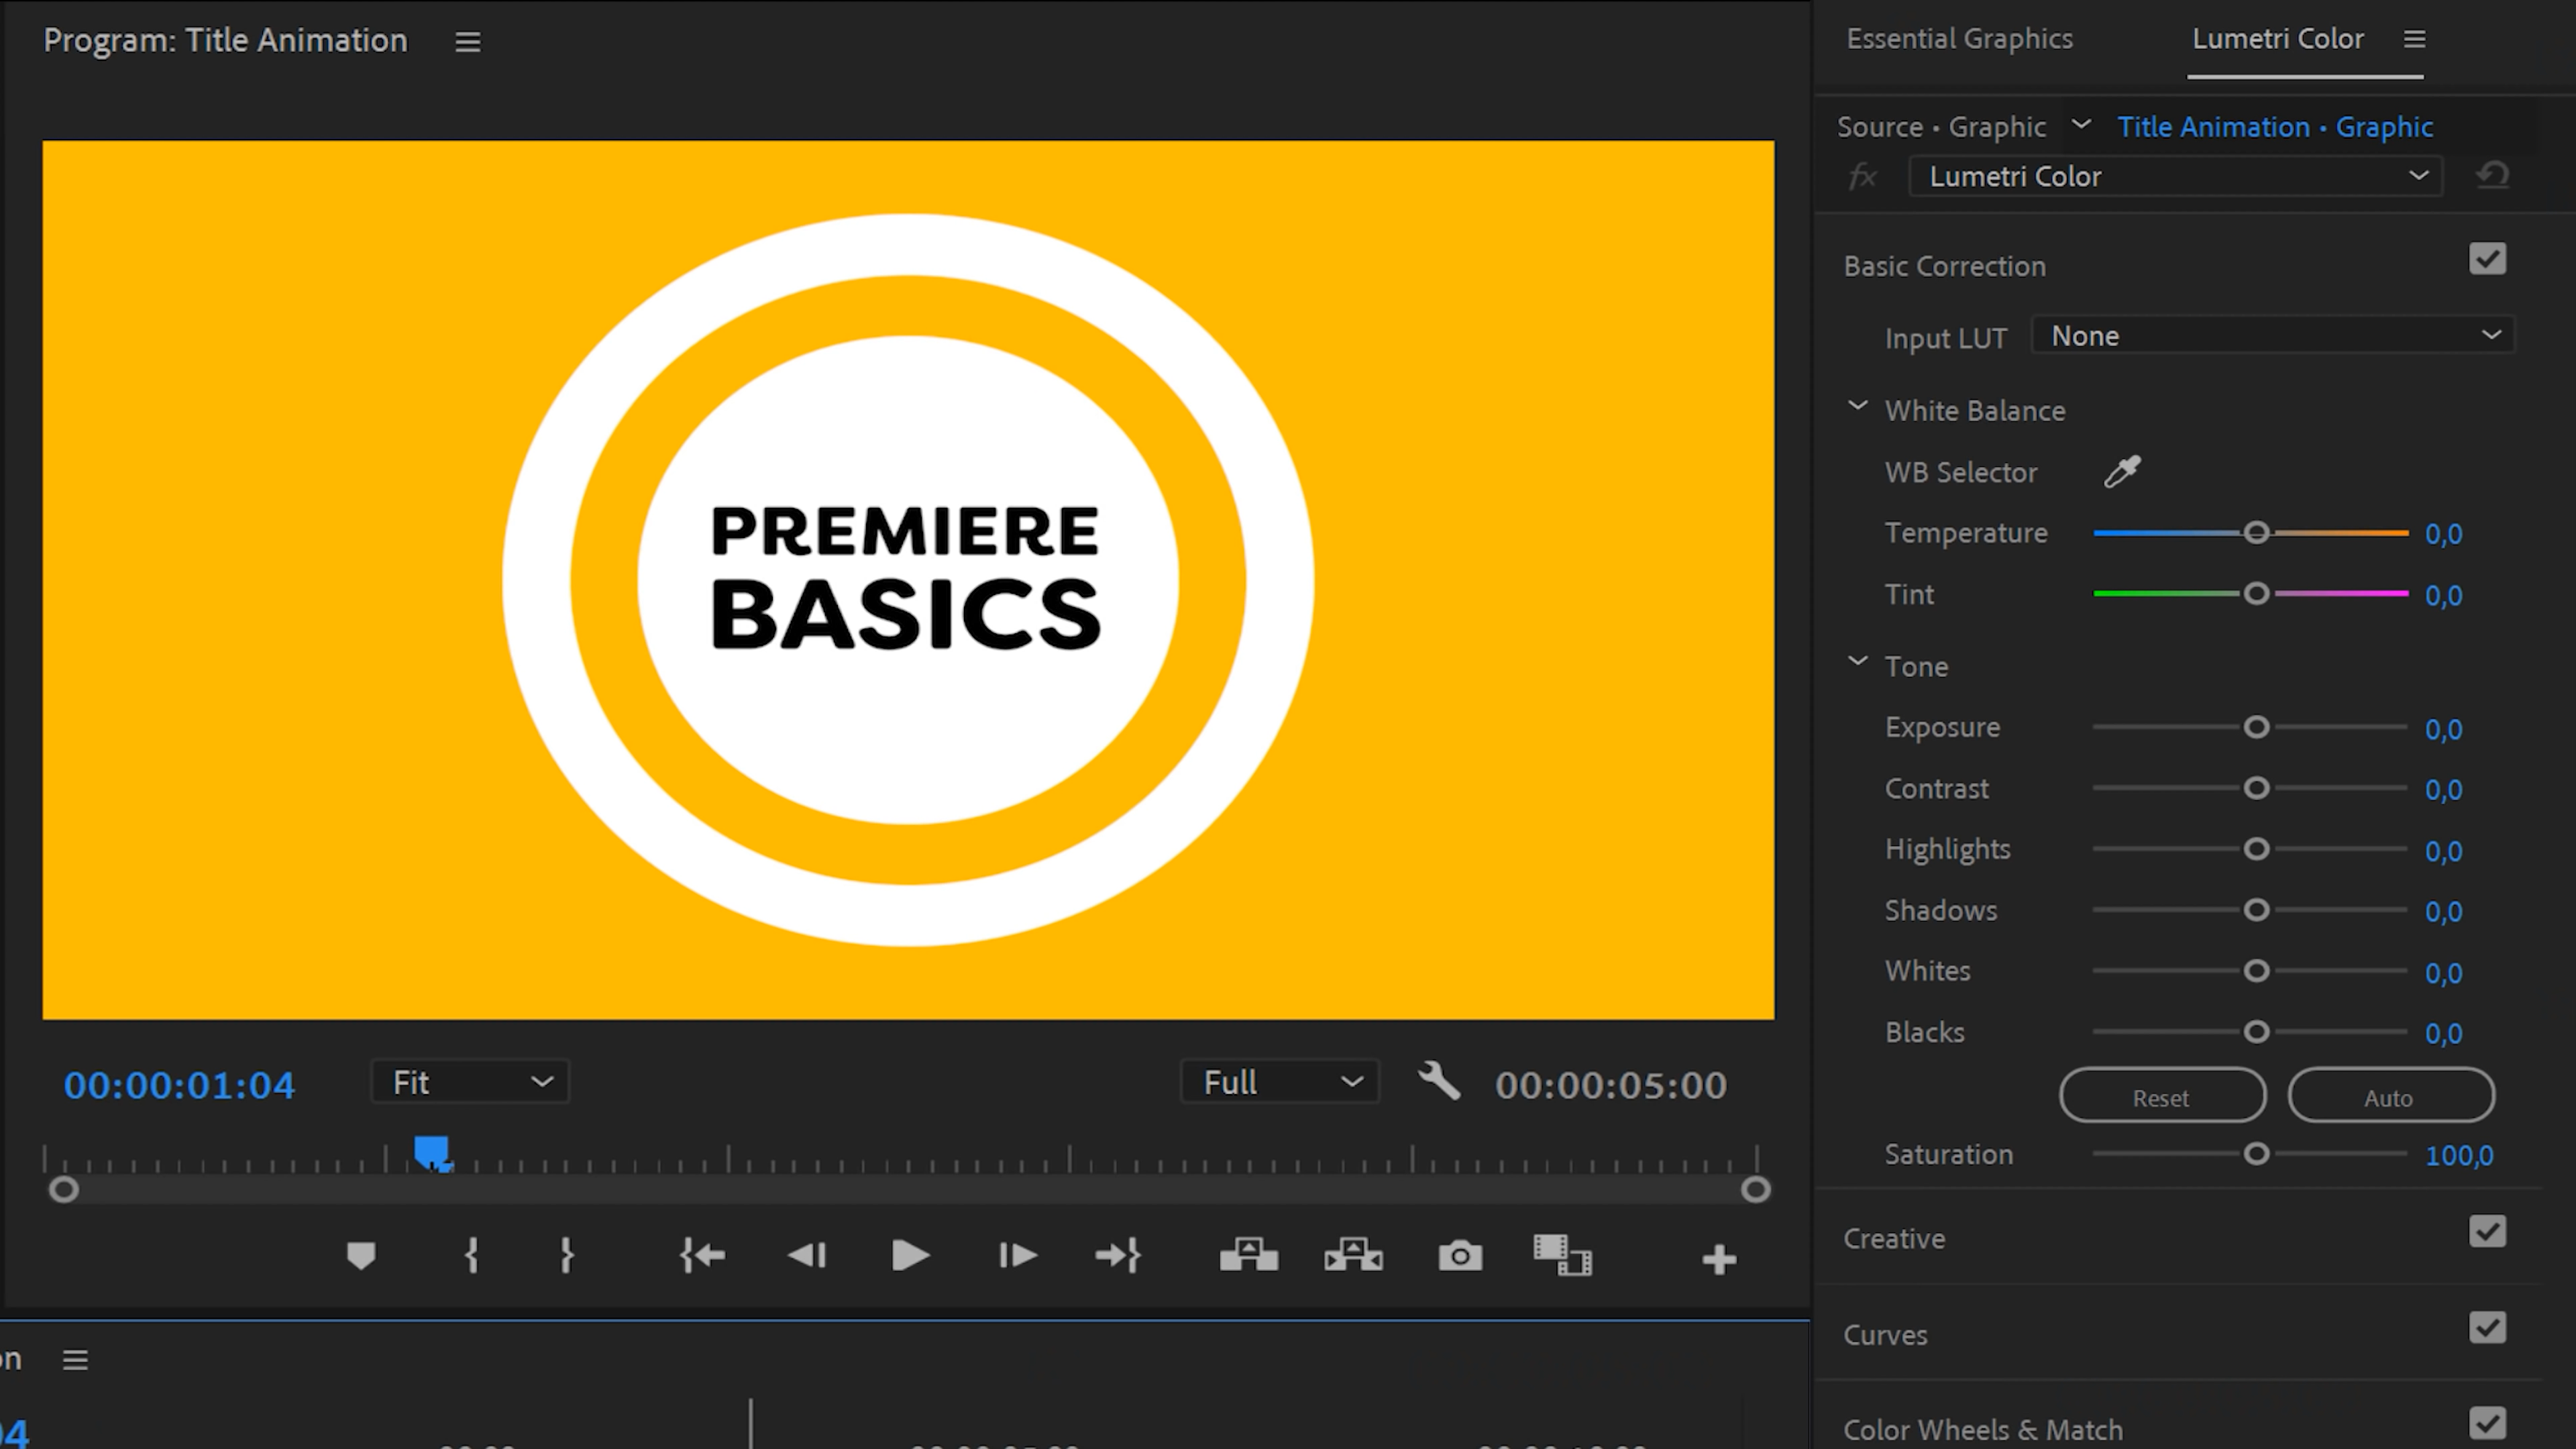 Program: Title Animation
Essential Graphics
Lumetri Color
Source • Graphic
Title Animation • Graphic
fx
Lumetri Color
Basic Correction
Input LUT
None
White Balance
WB Selector
Temperature
0,0
Tint
0,0
Tone
Exposure
0,0
Contrast
0,0
Highlights
0,0
Shadows
0,0
Whites
0,0
Blacks
0,0
Reset
Auto
Saturation
100,0
Creative
Curves
Color Wheels & Match
PREMIERE
BASICS
00:00:01:04
Fit
Full
00:00:05:00
on
04